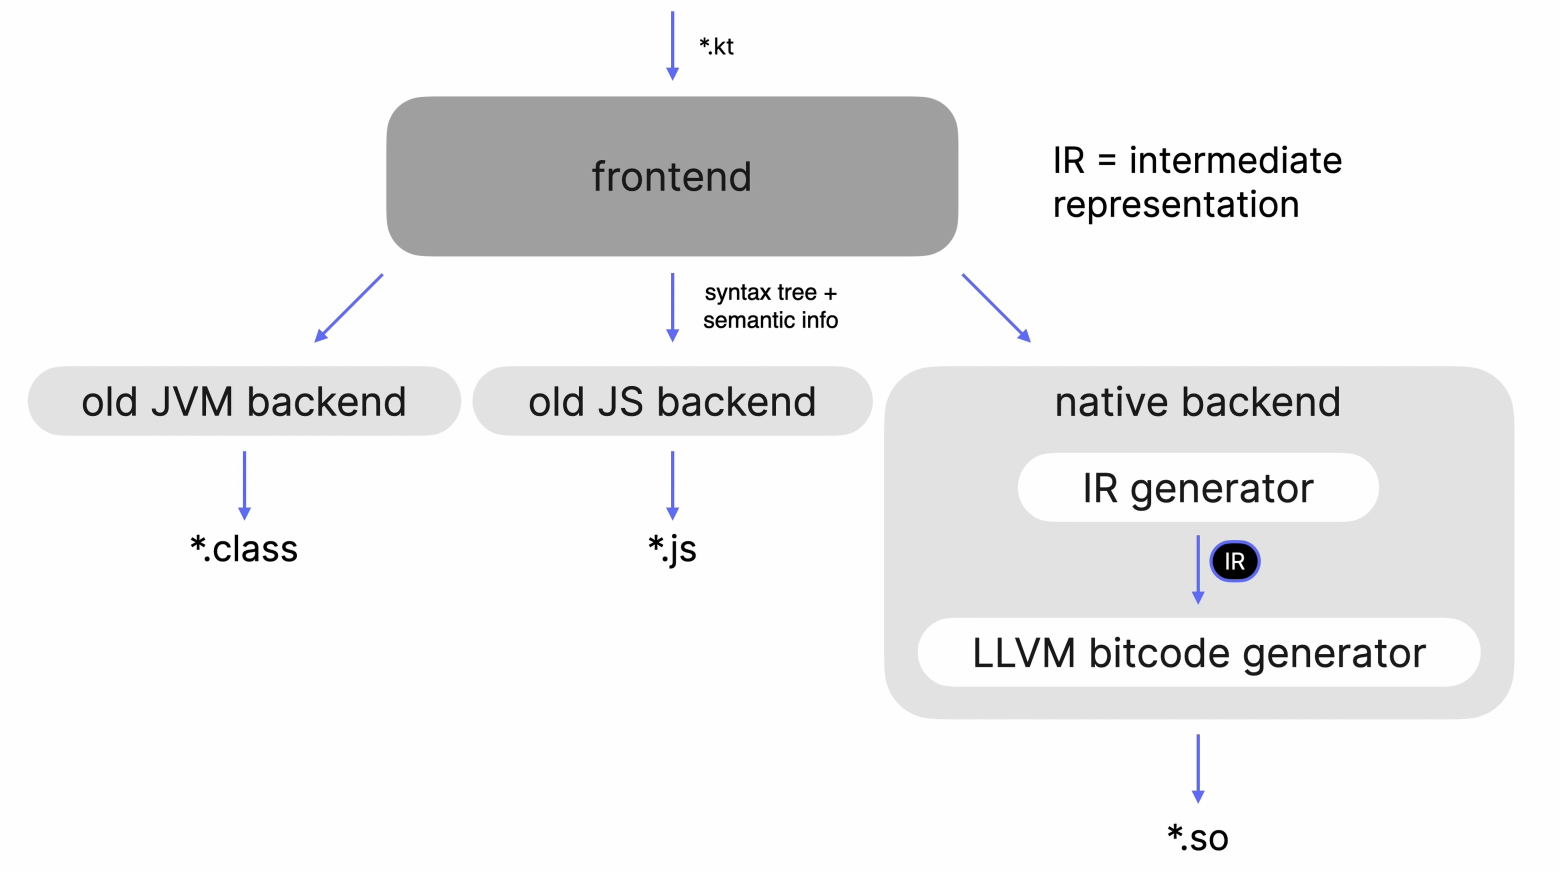 *.kt
frontend
IR = intermediate
representation
syntax tree +
semantic info
old JVM backend
old JS backend
native backend
IR generator
IR
LLVM bitcode generator
*.class
*.js
*.so